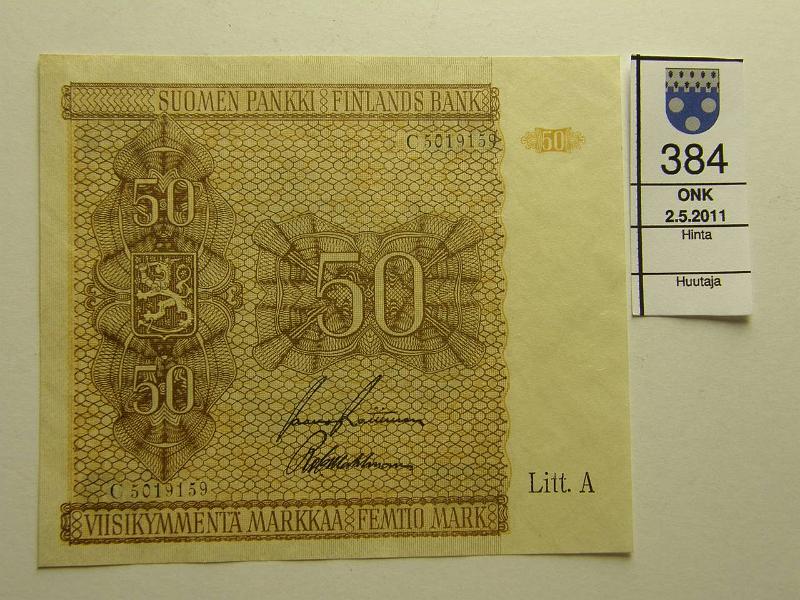 SUOMEN PANKKI FINLANDS BANK
C 5019159
50
50
50
50
C 5019159
Litt. A
VIISIKYMMENTÄ MARKKAA FEMTIO MARK
384
ONK
2.5.2011
Hinta
Huutaja